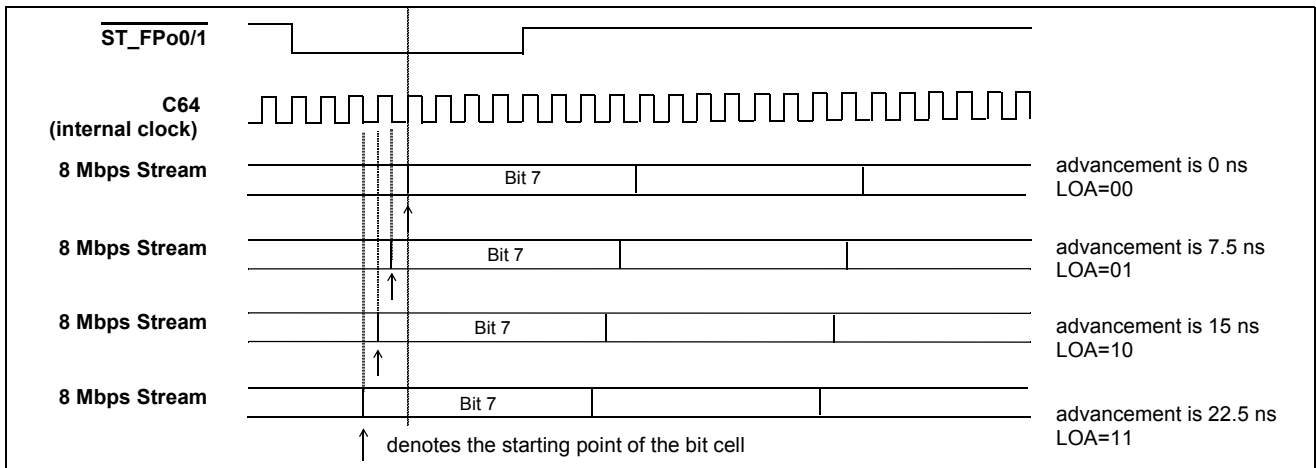 ST_FPo0/1
C64
(internal clock)
8 Mbps Stream
Bit 7
advancement is 0 ns
LOA=00
8 Mbps Stream
Bit 7
advancement is 7.5 ns
LOA=01
8 Mbps Stream
Bit 7
advancement is 15 ns
LOA=10
8 Mbps Stream
Bit 7
advancement is 22.5 ns
LOA=11
denotes the starting point of the bit cell